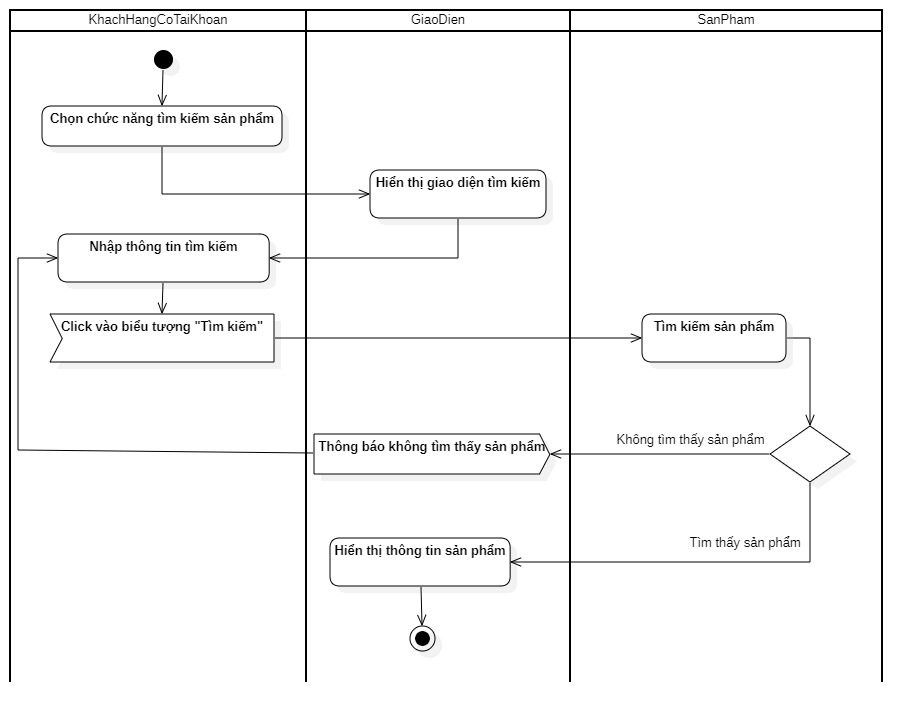 KhachHangCoTaiKhoan
GiaoDien
SanPham
Chọn chức năng tìm kiếm sản phẩm
Hiển thị giao diện tìm kiếm
Nhập thông tin tìm kiếm
Click vào biểu tượng "Tìm kiếm"
Tìm kiếm sản phẩm
Không tìm thấy sản phẩm
Thông báo không tìm thấy sản phẩm
Tìm thấy sản phẩm
Hiển thị thông tin sản phẩm